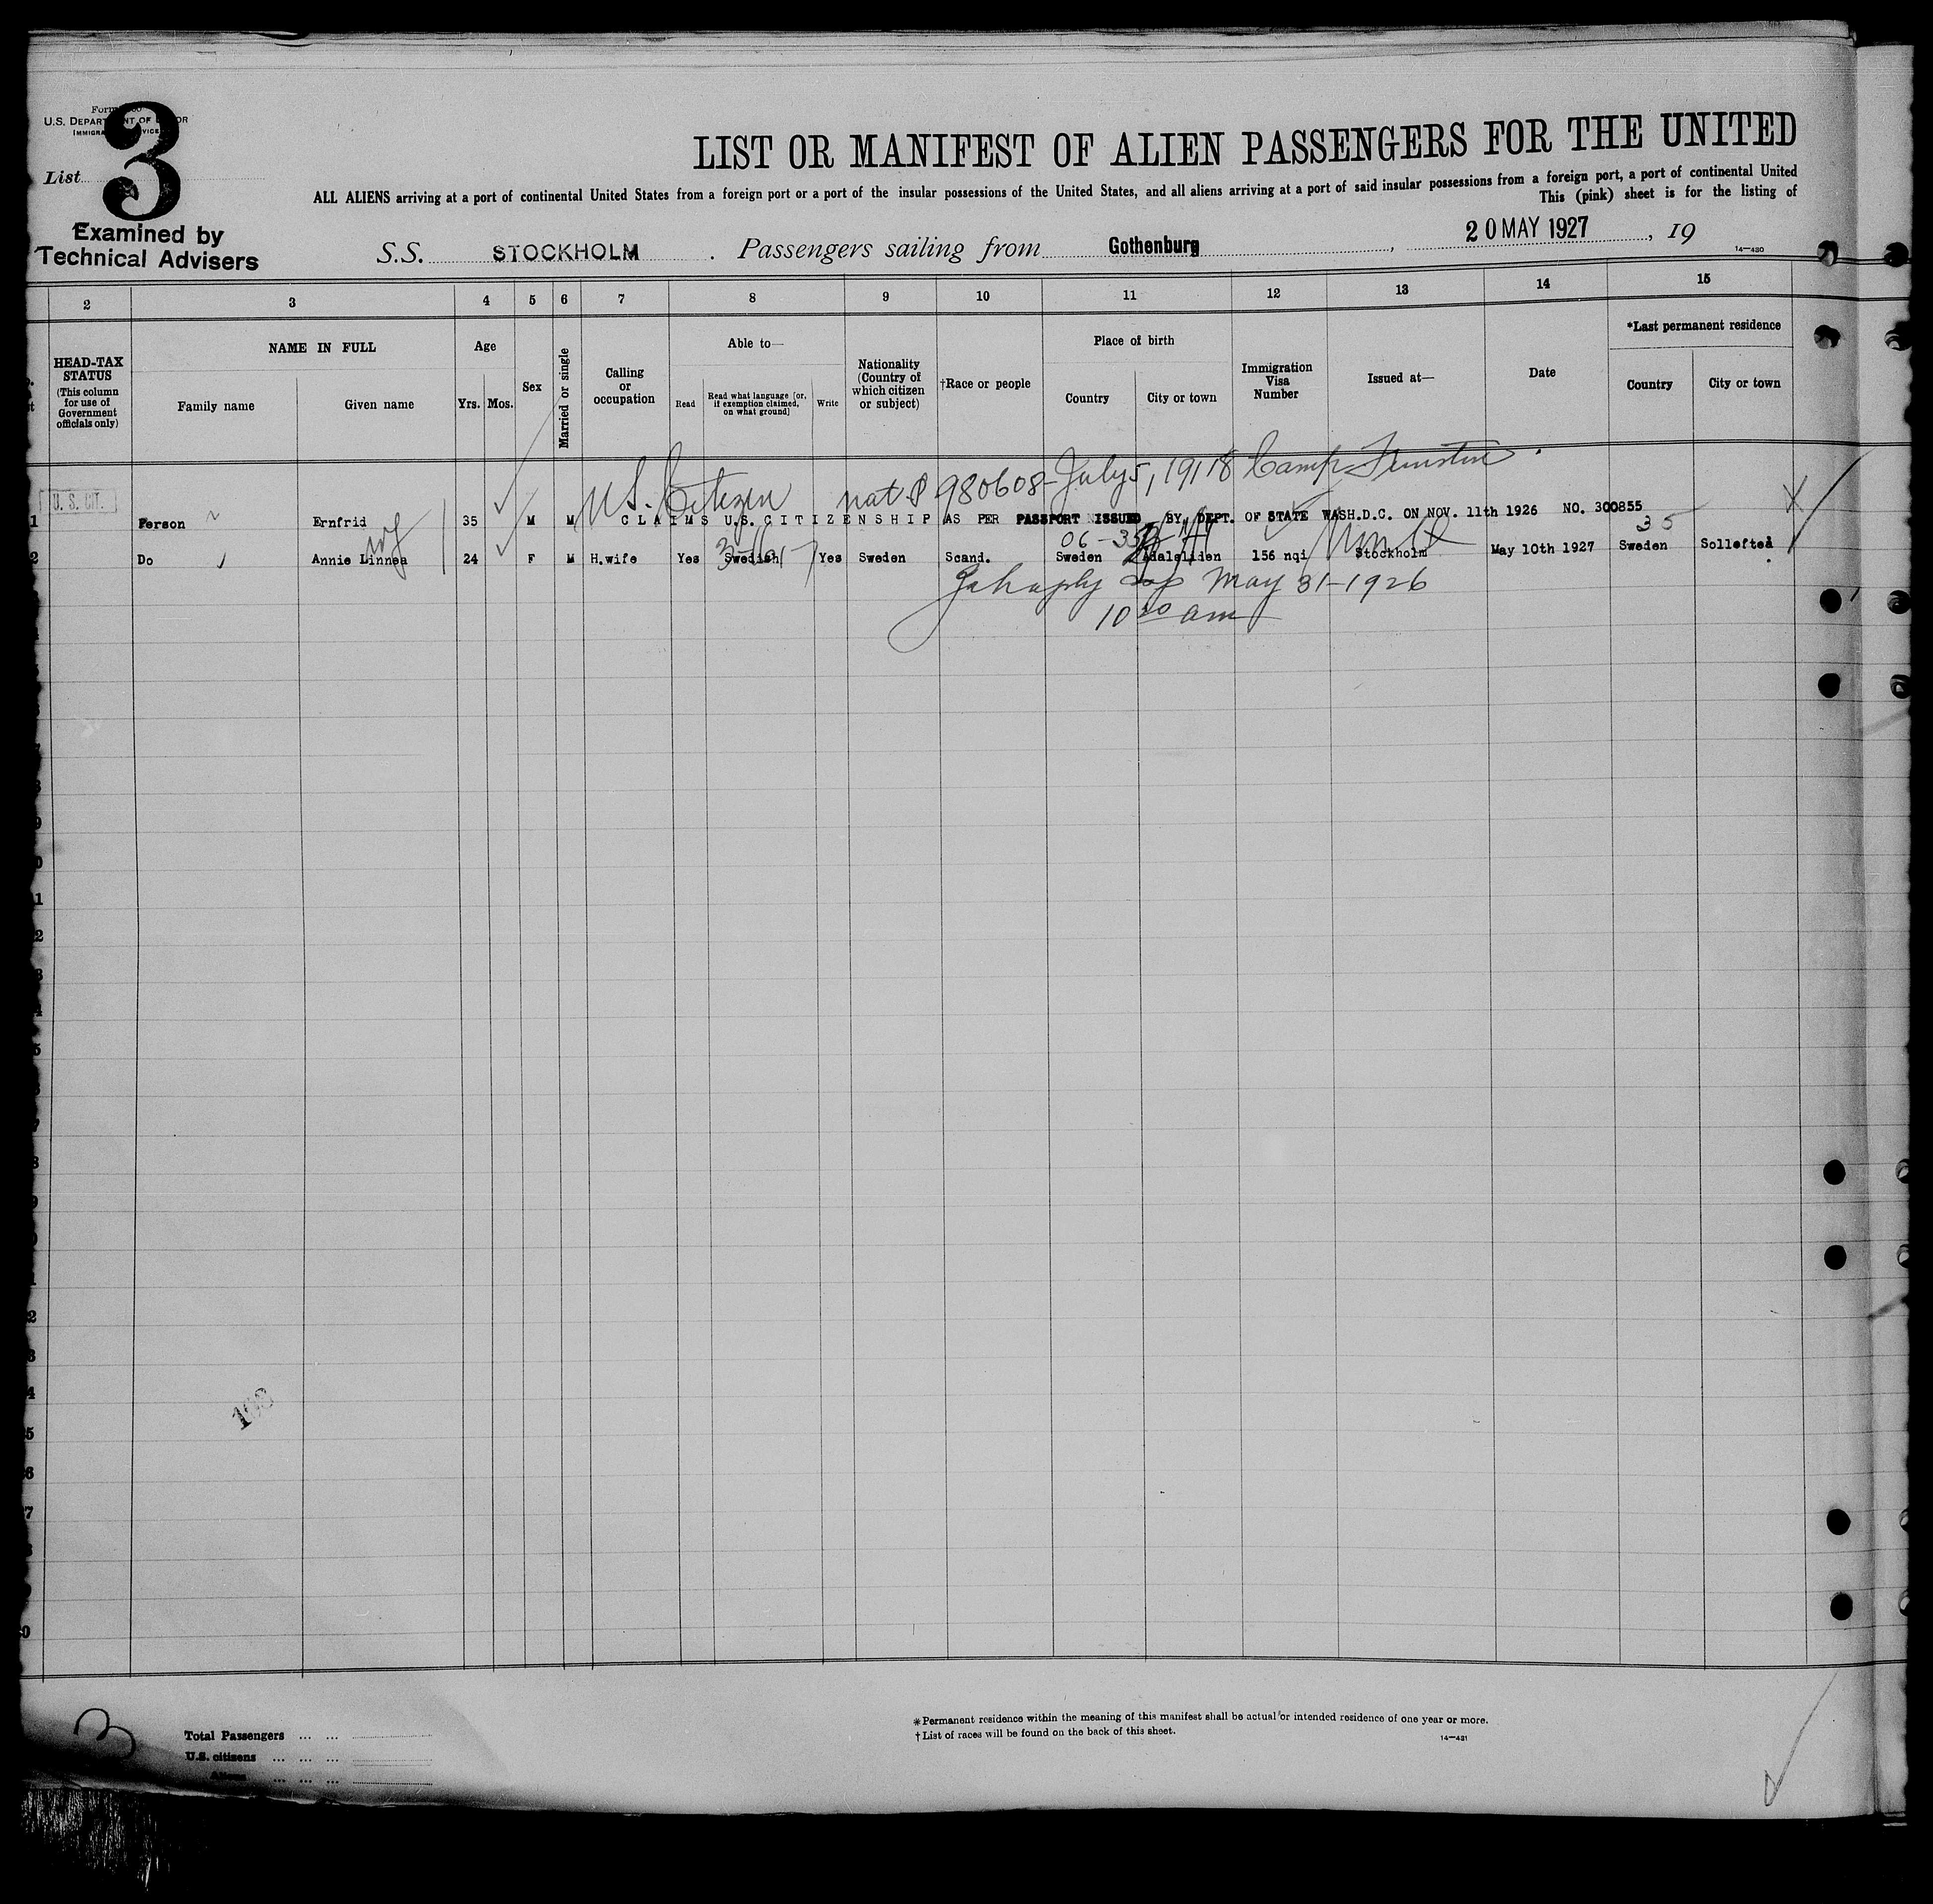 3
U.S. DEPARTMENT OF LABOR
IMMIGRATION SERVICE
List
Examined by
Technical Advisers
LIST OR MANIFEST OF ALIEN PASSENGERS FOR THE UNITED
ALL ALIENS arriving at a port of continental United States from a foreign port or a port of the insular possessions of the United States, and all aliens arriving at a port of said insular possessions from a foreign port, a port of continental United
This (pink) sheet is for the listing of
S.S. STOCKHOLM . Passengers sailing from Gothenburg , 20 MAY 1927 , 19
14—430
2 3 4 5 6 7 8 9 10 11 12 13 14 15
HEAD-TAX STATUS (This column for use of Government officials only)
NAME IN FULL
Family name Given name
Age
Yrs. Mos.
Sex
Married or single
Calling or occupation
Able to—
Read Read what language [or, if exemption claimed, on what ground] Write
Nationality (Country of which citizen or subject)
†Race or people
Place of birth
Country City or town
Immigration Visa Number
Issued at—
Date
*Last permanent residence
Country City or town
U.S. Citizen nat P 980608- July 5, 1918 Camp Funston
U. S. CIT.
1 Person Ernfrid 35 M M CLAIMS U.S. CITIZENSHIP AS PER PASSPORT ISSUED BY DEPT. OF STATE WASH.D.C. ON NOV. 11th 1926 NO. 300855
wf
35
2 Do Annie Linnea 24 F M H.wife Yes Swedish Yes Sweden Scand. Sweden Ådalsliden 156 nqi Stockholm May 10th 1927 Sweden Sollefteå
May 31-1926
10 20 am
3
Total Passengers ... ...
U.S. citizens ... ... ...
Aliens ... ... ...
*Permanent residence within the meaning of this manifest shall be actual or intended residence of one year or more.
†List of races will be found on the back of this sheet.
14—431